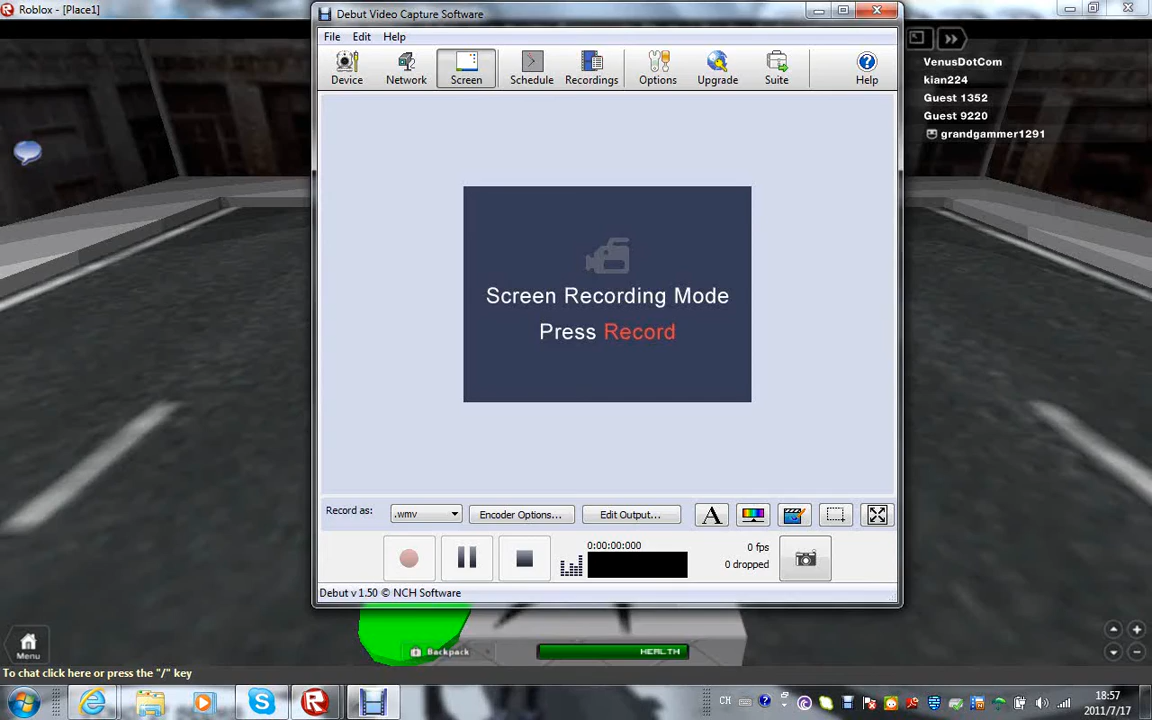 Roblox - [Place1]
Debut Video Capture Software
File Edit Help
Device Network Screen Schedule Recordings Options Upgrade Suite Help
VenusDotCom
kian224
Guest 1352
Guest 9220
grandgammer1291
Screen Recording Mode
Press Record
Record as: .wmv Encoder Options... Edit Output... A
0:00:00:000
0 fps
0 dropped
Debut v 1.50 © NCH Software
Menu
Backpack
HEALTH
To chat click here or press the "/" key
CH
18:57
2011/7/17